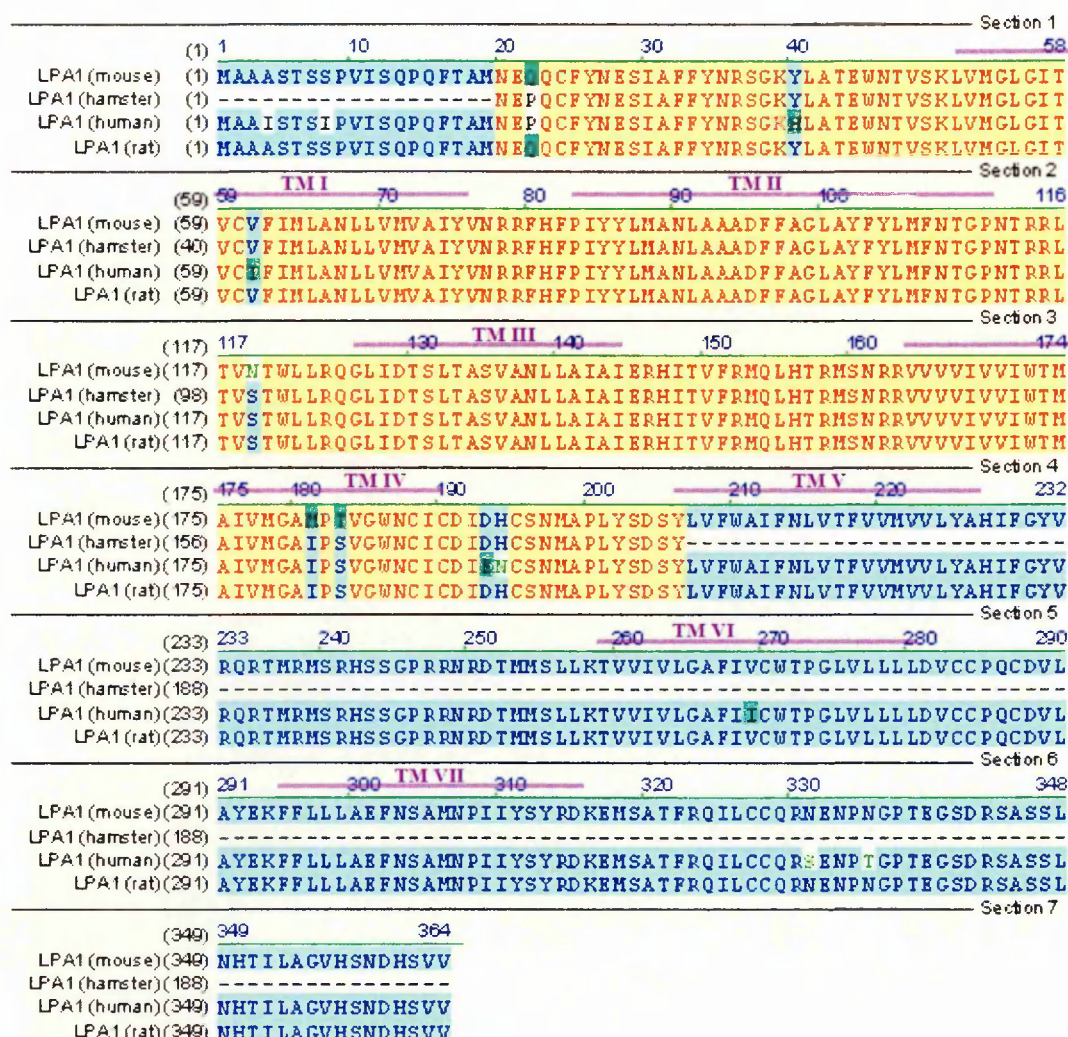 Section 1
(1) 1 10 20 30 40 58
LPA1(mouse) (1) MAAASTSSPVISQPQFTAMNEQQCFYNESIAFFYNRSGKYLATEWNTVSKLVMGLGIT
LPA1(hamster) (1) -------------------NEPQCFYNESIAFFYNRSGKYLATEWNTVSKLVMGLGIT
LPA1(human) (1) MAAISTSIPVISQPQFTAMNEPQCFYNESIAFFYNRSGKHLATEWNTVSKLVMGLGIT
LPA1(rat) (1) MAAASTSSPVISQPQFTAMNEQQCFYNESIAFFYNRSGKYLATEWNTVSKLVMGLGIT
Section 2
TM I TM II
(59) 59 70 80 90 100 116
LPA1(mouse) (59) VCVFIMLANLLVMVAIYVNRRFHFPIYYLMANLAAADFFAGLAYFYLMFNTGPNTRRL
LPA1(hamster) (40) VCVFIMLANLLVMVAIYVNRRFHFPIYYLMANLAAADFFAGLAYFYLMFNTGPNTRRL
LPA1(human) (59) VCTFIMLANLLVMVAIYVNRRFHFPIYYLMANLAAADFFAGLAYFYLMFNTGPNTRRL
LPA1(rat) (59) VCVFIMLANLLVMVAIYVNRRFHFPIYYLMANLAAADFFAGLAYFYLMFNTGPNTRRL
Section 3
TM III
(117) 117 130 140 150 160 174
LPA1(mouse)(117) TVNTWLLRQGLIDTSLTASVANLLAIAIERHITVFRMQLHTRMSNRRVVVVIVVIWTM
LPA1(hamster) (98) TVSTWLLRQGLIDTSLTASVANLLAIAIERHITVFRMQLHTRMSNRRVVVVIVVIWTM
LPA1(human)(117) TVSTWLLRQGLIDTSLTASVANLLAIAIERHITVFRMQLHTRMSNRRVVVVIVVIWTM
LPA1(rat)(117) TVSTWLLRQGLIDTSLTASVANLLAIAIERHITVFRMQLHTRMSNRRVVVVIVVIWTM
Section 4
TM IV TM V
(175) 175 180 190 200 210 220 232
LPA1(mouse)(175) AIVMGAMPTVGWNCICDIDHCSNMAPLYSDSYLVFWAIFNLVTFVVMVVLYAHIFGYV
LPA1(hamster)(156) AIVMGAIPSVGWNCICDIDHCSNMAPLYSDSY--------------------------
LPA1(human)(175) AIVMGAIPSVGWNCICDIENCSNMAPLYSDSYLVFWAIFNLVTFVVMVVLYAHIFGYV
LPA1(rat)(175) AIVMGAIPSVGWNCICDIDHCSNMAPLYSDSYLVFWAIFNLVTFVVMVVLYAHIFGYV
Section 5
TM VI
(233) 233 240 250 260 270 280 290
LPA1(mouse)(233) RQRTMRMSRHSSGPRRNRDTMMSLLKTVVIVLGAFIVCWTPGLVLLLLDVCCPQCDVL
LPA1(hamster)(188) ----------------------------------------------------------
LPA1(human)(233) RQRTMRMSRHSSGPRRNRDTMMSLLKTVVIVLGAFIICWTPGLVLLLLDVCCPQCDVL
LPA1(rat)(233) RQRTMRMSRHSSGPRRNRDTMMSLLKTVVIVLGAFIVCWTPGLVLLLLDVCCPQCDVL
Section 6
TM VII
(291) 291 300 310 320 330 348
LPA1(mouse)(291) AYEKFFLLLAEFNSAMNPIIYSYRDKEMSATFRQILCCQRNENPNGPTEGSDRSASSL
LPA1(hamster)(188) ----------------------------------------------------------
LPA1(human)(291) AYEKFFLLLAEFNSAMNPIIYSYRDKEMSATFRQILCCQRSENPTGPTEGSDRSASSL
LPA1(rat)(291) AYEKFFLLLAEFNSAMNPIIYSYRDKEMSATFRQILCCQRNENPNGPTEGSDRSASSL
Section 7
(349) 349 364
LPA1(mouse)(349) NHTILAGVHSNDHSVV
LPA1(hamster)(188) ----------------
LPA1(human)(349) NHTILAGVHSNDHSVV
LPA1(rat)(349) NHTILAGVHSNDHSVV